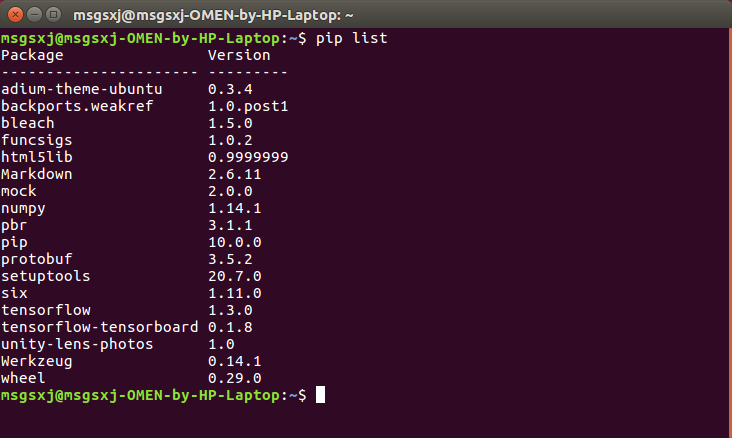 msgsxj@msgsxj-OMEN-by-HP-Laptop: ~
msgsxj@msgsxj-OMEN-by-HP-Laptop:~$ pip list
Package                Version
---------------------- ---------
adium-theme-ubuntu     0.3.4
backports.weakref      1.0.post1
bleach                 1.5.0
funcsigs               1.0.2
html5lib               0.9999999
Markdown               2.6.11
mock                   2.0.0
numpy                  1.14.1
pbr                    3.1.1
pip                    10.0.0
protobuf               3.5.2
setuptools             20.7.0
six                    1.11.0
tensorflow             1.3.0
tensorflow-tensorboard 0.1.8
unity-lens-photos      1.0
Werkzeug               0.14.1
wheel                  0.29.0
msgsxj@msgsxj-OMEN-by-HP-Laptop:~$